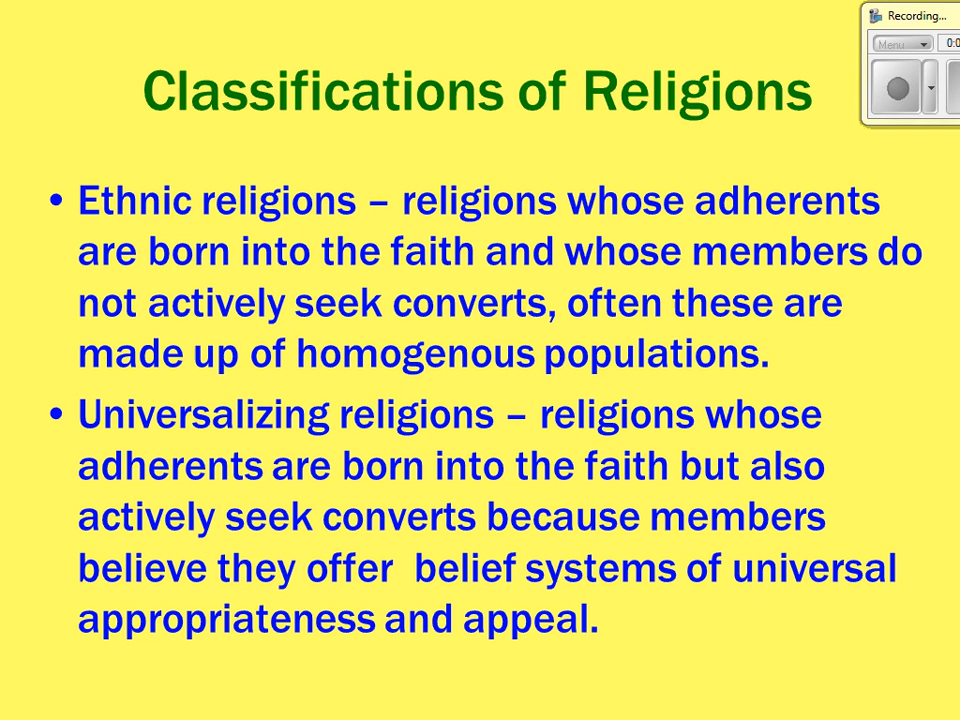 Recording...
Menu
0:0
Classifications of Religions
• Ethnic religions – religions whose adherents
are born into the faith and whose members do
not actively seek converts, often these are
made up of homogenous populations.
• Universalizing religions – religions whose
adherents are born into the faith but also
actively seek converts because members
believe they offer  belief systems of universal
appropriateness and appeal.